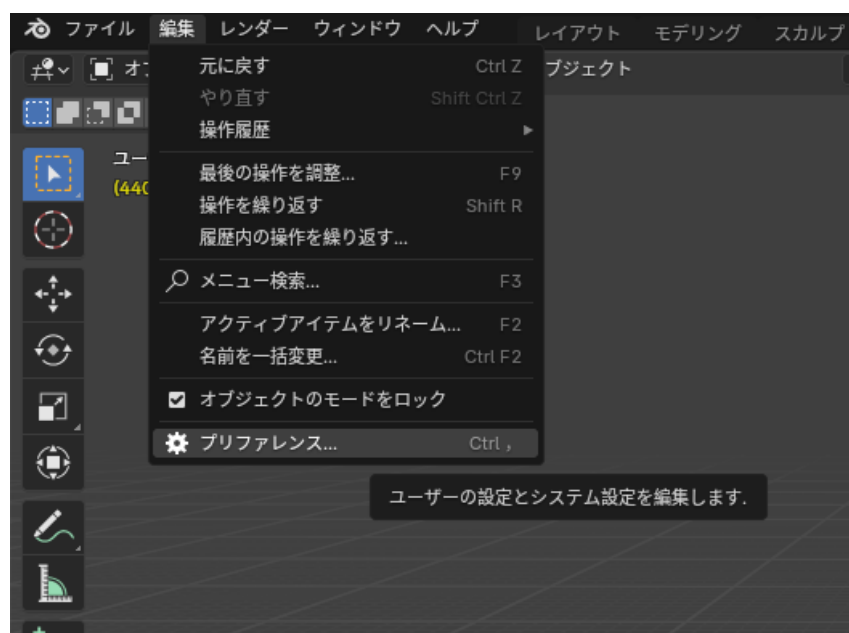 ファイル 編集 レンダー ウィンドウ ヘルプ レイアウト モデリング スカルプ
元に戻す Ctrl Z ブジェクト
やり直す Shift Ctrl Z
操作履歴
ユー
最後の操作を調整... F9
(440
操作を繰り返す Shift R
履歴内の操作を繰り返す...
メニュー検索... F3
アクティブアイテムをリネーム... F2
名前を一括変更... Ctrl F2
オブジェクトのモードをロック
プリファレンス... Ctrl ,
ユーザーの設定とシステム設定を編集します.